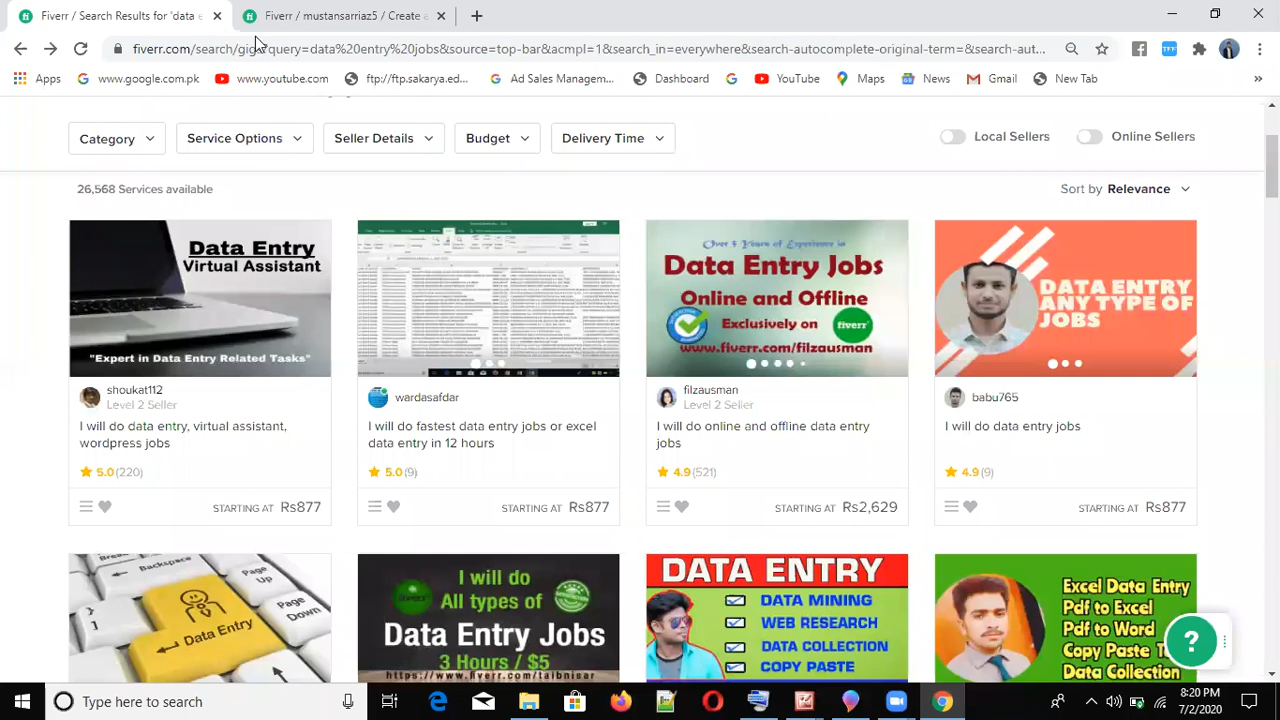 Fiverr / Search Results for 'data e
Fiverr / mustansarriaz5 / Create a
fiverr.com/search/gigs?query=data%20entry%20jobs&source=top-bar&acmpl=1&search_in=everywhere&search-autocomplete-original-term=&search-aut...
Apps
www.google.com.pk
www.youtube.com
ftp://ftp.sakarya.ed...
Ad Sales Managem...
Dashboard
YouTube
Maps
News
Gmail
New Tab
Category
Service Options
Seller Details
Budget
Delivery Time
Local Sellers
Online Sellers
26,568 Services available
Sort by Relevance
Data Entry
Virtual Assistant
"Expert in Data Entry Related Tasks"
Over 5 Years of Experience in
Data Entry Jobs
Online and Offline
Exclusively on
fiverr
www.fiverr.com/filzausman
DATA ENTRY
ANY TYPE OF
JOBS
shoukat112
Level 2 Seller
I will do data entry, virtual assistant,
wordpress jobs
5.0 (220)
STARTING AT Rs877
wardasafdar
I will do fastest data entry jobs or excel
data entry in 12 hours
5.0 (9)
STARTING AT Rs877
filzausman
Level 2 Seller
I will do online and offline data entry
jobs
4.9 (521)
STARTING AT Rs2,629
babu765
I will do data entry jobs
4.9 (9)
STARTING AT Rs877
Backspace
Page
Up
Page
Down
Data Entry
I will do
All types of
Data Entry Jobs
3 Hours / $5
https://www.fiverr.com/taibnisar
DATA ENTRY
DATA MINING
WEB RESEARCH
DATA COLLECTION
COPY PASTE
Excel Data Entry
Pdf to Excel
Pdf to Word
Copy Paste
Data Collection
?
Type here to search
8:20 PM
7/2/2020